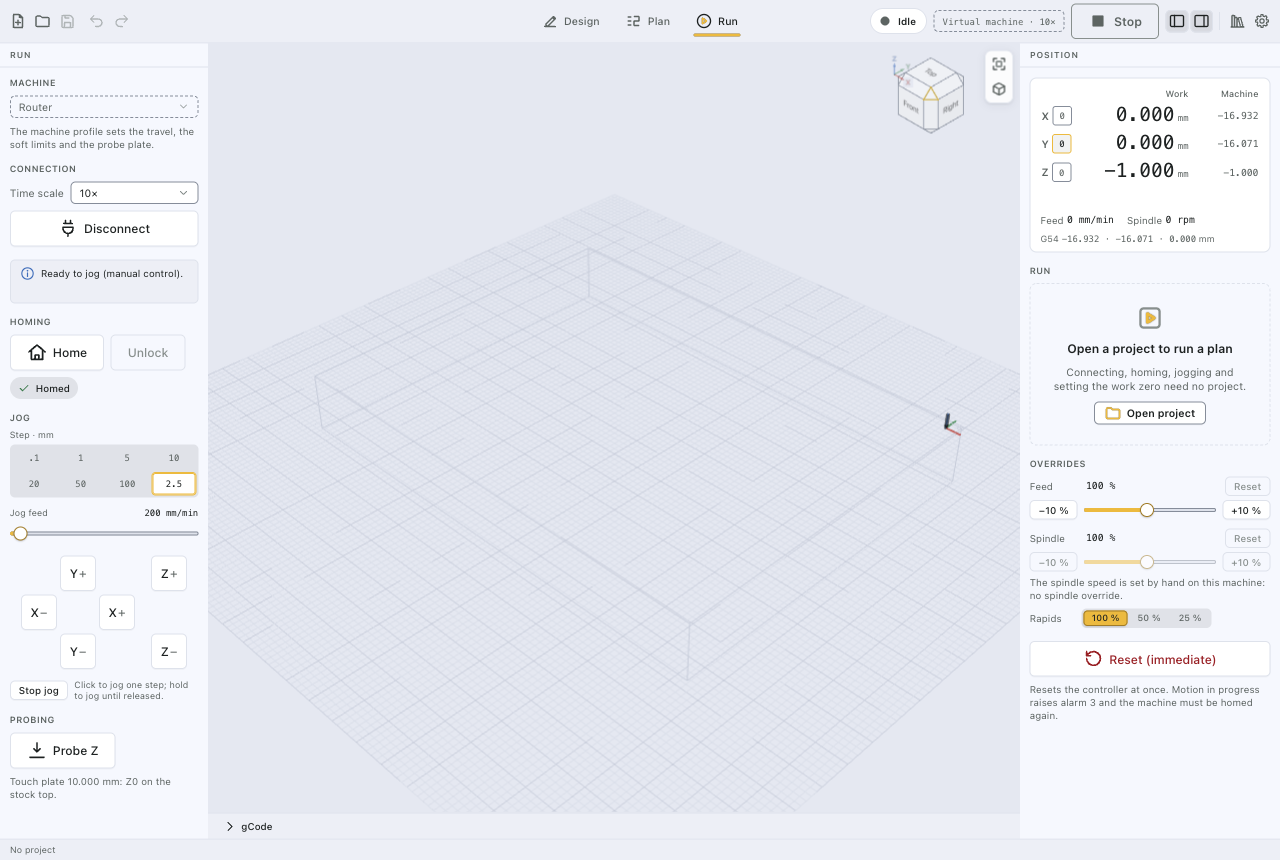 Design
Plan
Run
Idle
Virtual machine · 10×
Stop
RUN
MACHINE
Router
The machine profile sets the travel, the
soft limits and the probe plate.
CONNECTION
Time scale
10×
Disconnect
Ready to jog (manual control).
HOMING
Home
Unlock
Homed
JOG
Step · mm
.1 1 5 10
20 50 100 2.5
Jog feed 200 mm/min
Y+ Z+
X− X+
Y− Z−
Stop jog
Click to jog one step; hold
to jog until released.
PROBING
Probe Z
Touch plate 10.000 mm: Z0 on the
stock top.
Z
Y
X
Top
Front
Right
gCode
POSITION
Work Machine
X 0 0.000 mm −16.932
Y 0 0.000 mm −16.071
Z 0 −1.000 mm −1.000
Feed 0 mm/min Spindle 0 rpm
G54 −16.932 · −16.071 · 0.000 mm
RUN
Open a project to run a plan
Connecting, homing, jogging and
setting the work zero need no project.
Open project
OVERRIDES
Feed 100 % Reset
−10 % +10 %
Spindle 100 % Reset
−10 % +10 %
The spindle speed is set by hand on this machine:
no spindle override.
Rapids 100 % 50 % 25 %
Reset (immediate)
Resets the controller at once. Motion in progress
raises alarm 3 and the machine must be homed
again.
No project